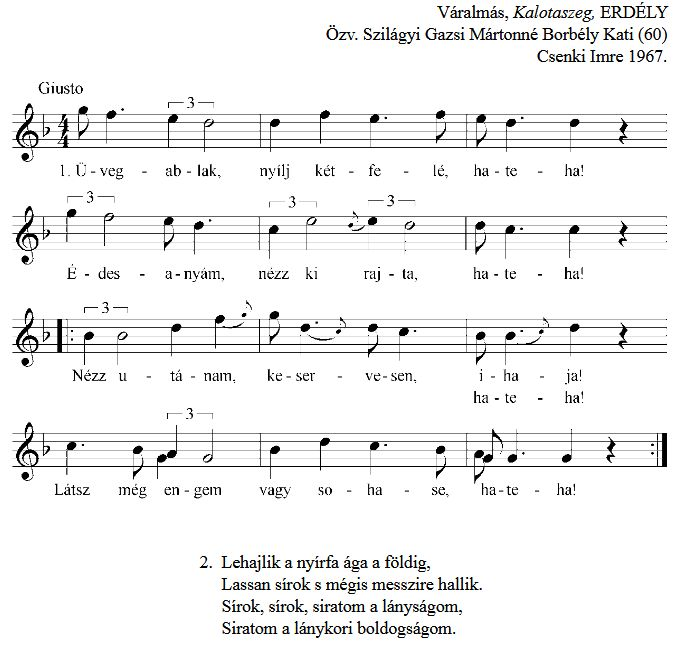 Váralmás, Kalotaszeg, ERDÉLY
Özv. Szilágyi Gazsi Mártonné Borbély Kati (60)
Csenki Imre 1967.
Giusto
3
4
4
1. Ü - veg - ab - lak, nyílj két - fe - lé, ha - te - ha!
3 3 3
É - des - a - nyám, nézz ki raj - ta, ha - te - ha!
3
Nézz u - tá - nam, ke - ser - ve - sen, i - ha - ja!
ha - te - ha!
3
Látsz még en - gem vagy so - ha - se, ha - te - ha!
2. Lehajlik a nyírfa ága a földig,
Lassan sírok s mégis messzire hallik.
Sírok, sírok, siratom a lányságom,
Siratom a lánykori boldogságom.